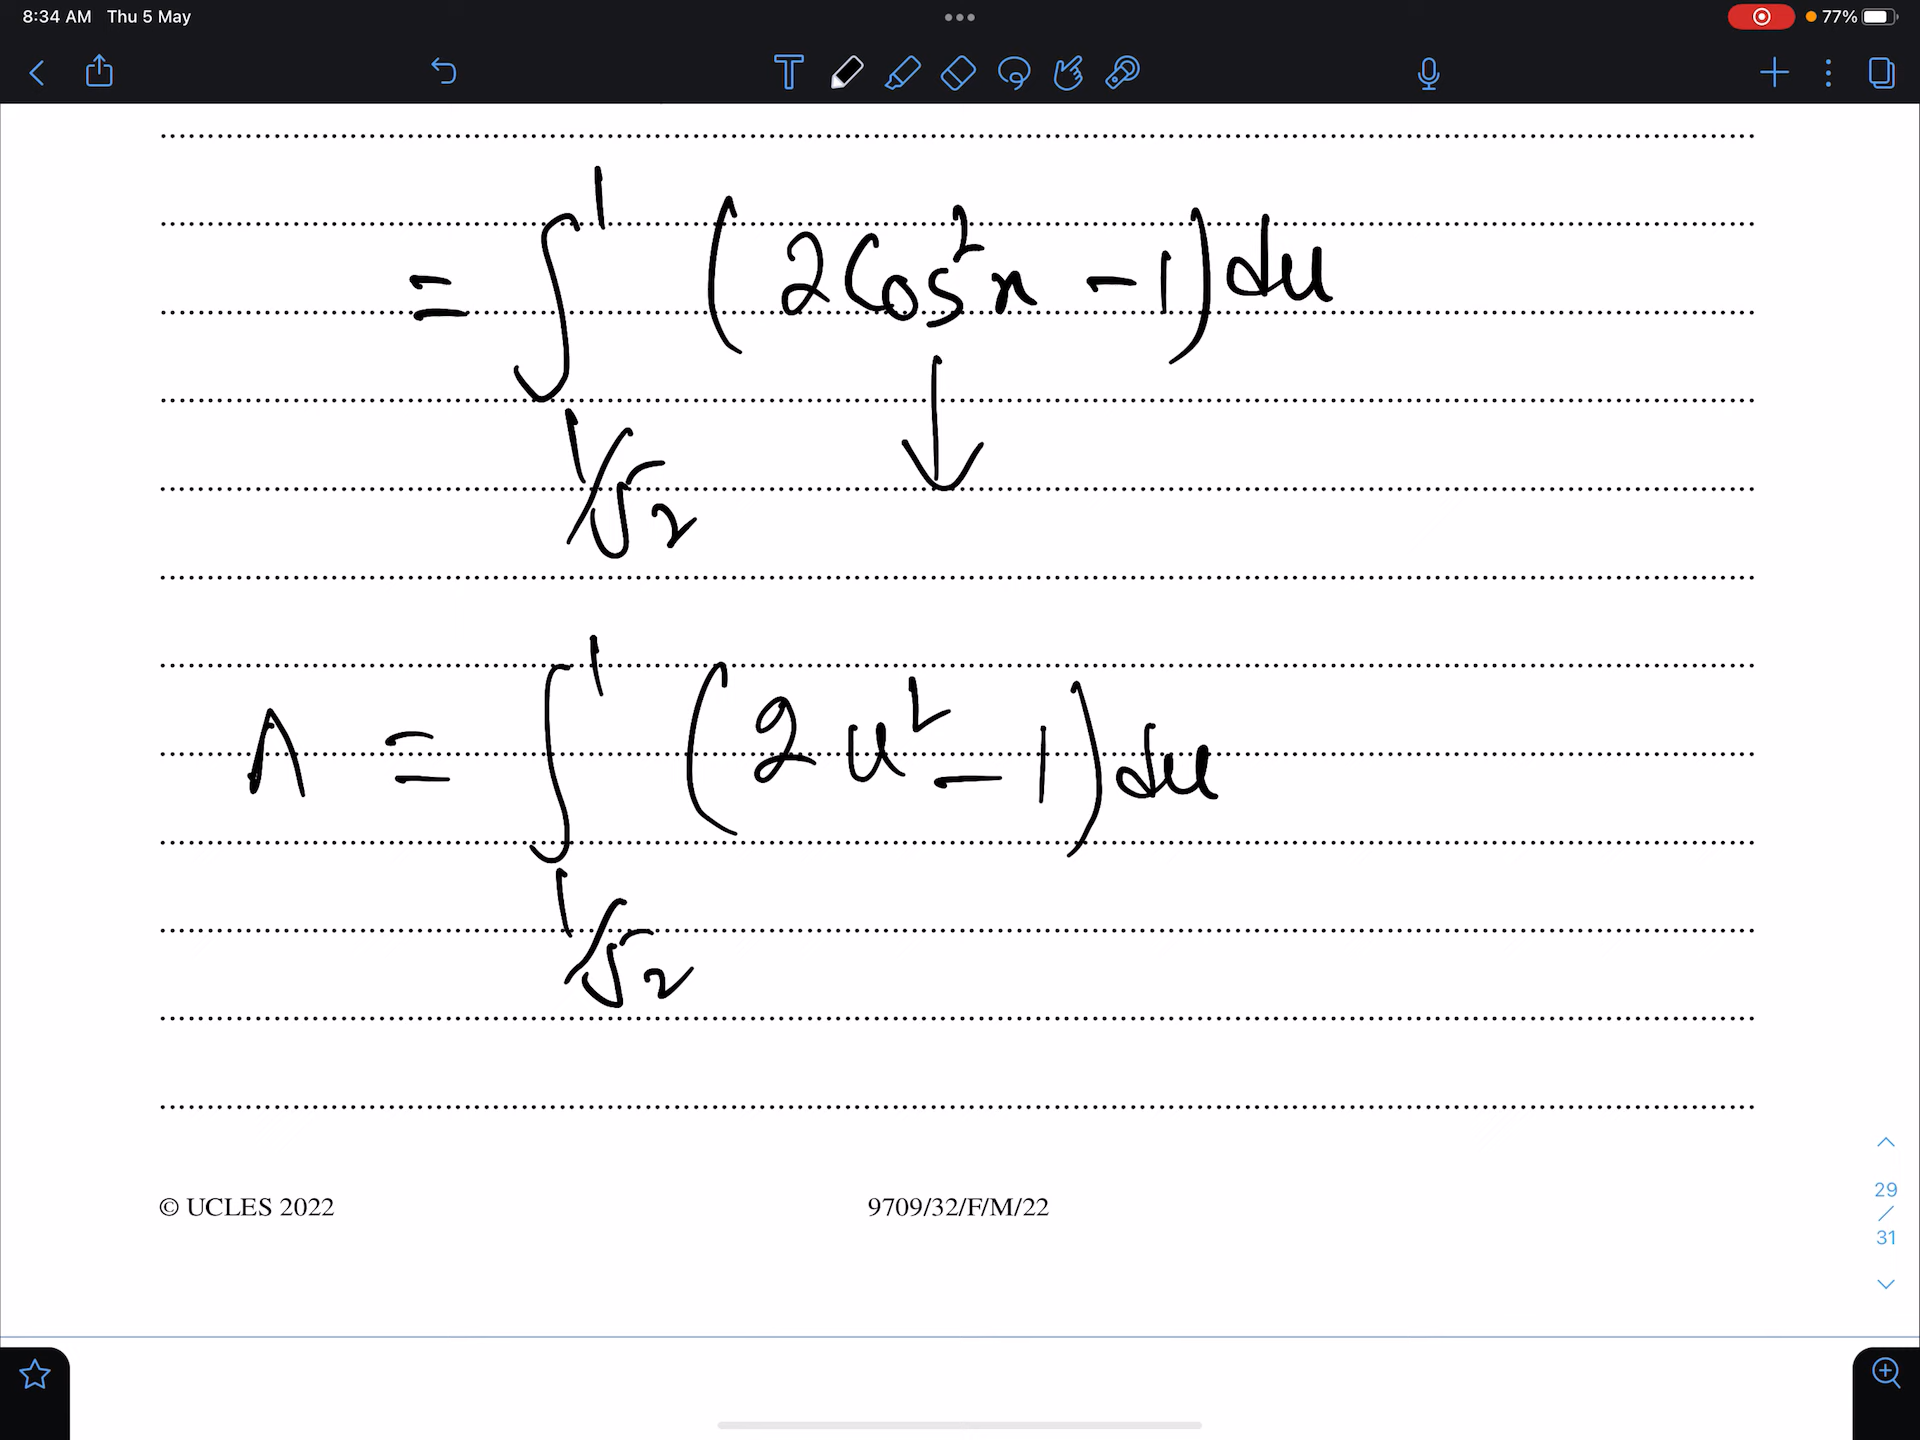 8:34 AM Thu 5 May
77%
= ∫ 1 1/√2 (2Cos²x - 1) du
A = ∫ 1 1/√2 (2u² - 1) du
© UCLES 2022
9709/32/F/M/22
29
/
31